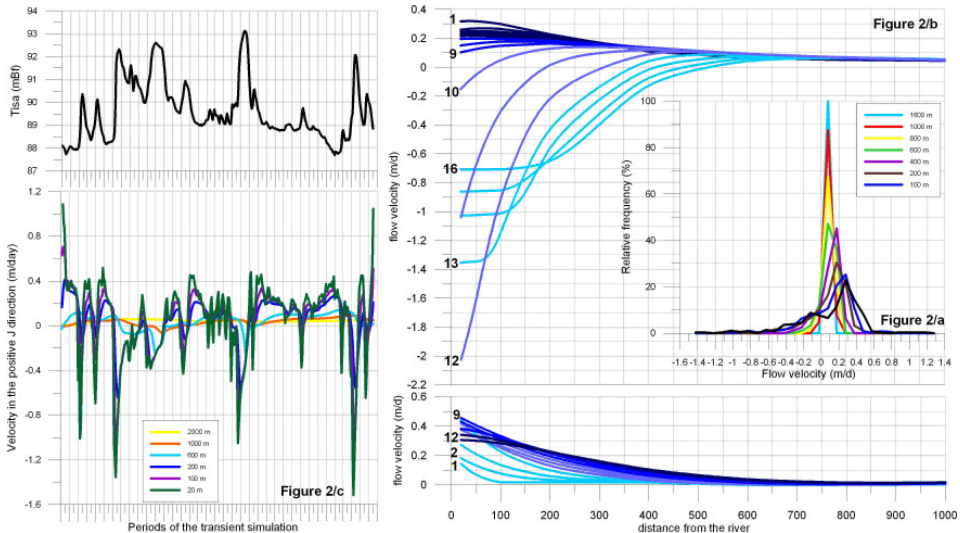 94
93
92
91
90
89
88
87
Tisa (mBf)
1.2
0.8
0.4
0
-0.4
-0.8
-1.2
-1.6
Velocity in the positive J direction (m/day)
2000 m
1000 m
600 m
200 m
100 m
20 m
Figure 2/c
Periods of the transient simulation
0.4
0.2
0
-0.2
-0.4
-0.6
-0.8
-1
-1.2
-1.4
-1.6
-1.8
-2
-2.2
flow velocity (m/d)
1
9
10
16
13
12
Figure 2/b
100
80
60
40
20
0
Relative frequency (%)
1600 m
1000 m
800 m
600 m
400 m
200 m
100 m
Figure 2/a
-1.6 -1.4 -1.2 -1 -0.8 -0.6 -0.4 -0.2 0 0.2 0.4 0.6 0.8 1 1.2 1.4
Flow velocity (m/d)
0.6
0.4
0.2
0
flow velocity (m/d)
9
12
2
1
0 100 200 300 400 500 600 700 800 900 1000
distance from the river